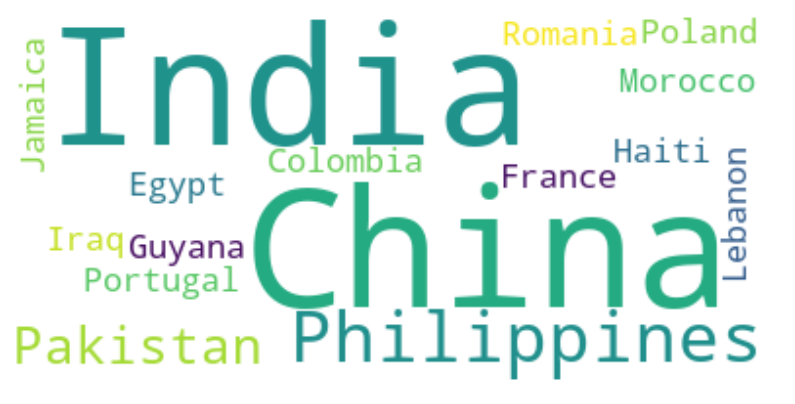 India
Romania
Poland
Jamaica
Morocco
Colombia
Haiti
Egypt
France
Lebanon
China
Iraq
Guyana
Portugal
Pakistan
Philippines